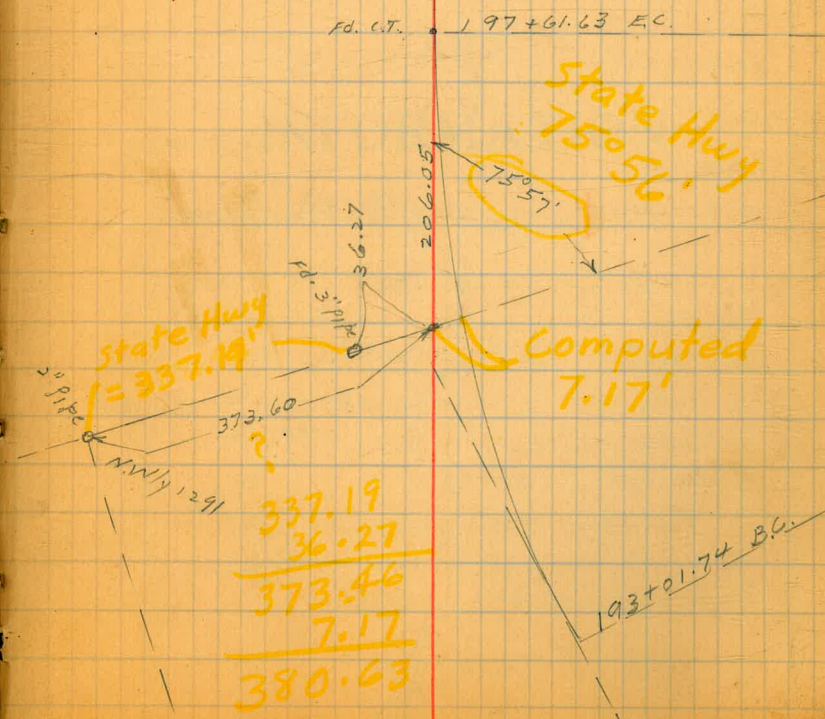 Fd. C.T. 197+61.63 E.C.
State Hwy
75°56'
75°57'
206.05
36.27
Fd. 3" pipe
State Hwy
= 337.19'
2" pipe
Computed
7.17'
373.60
?
N.W/y 1291
337.19
36.27
373.46
7.17
380.63
193+01.74 B.C.